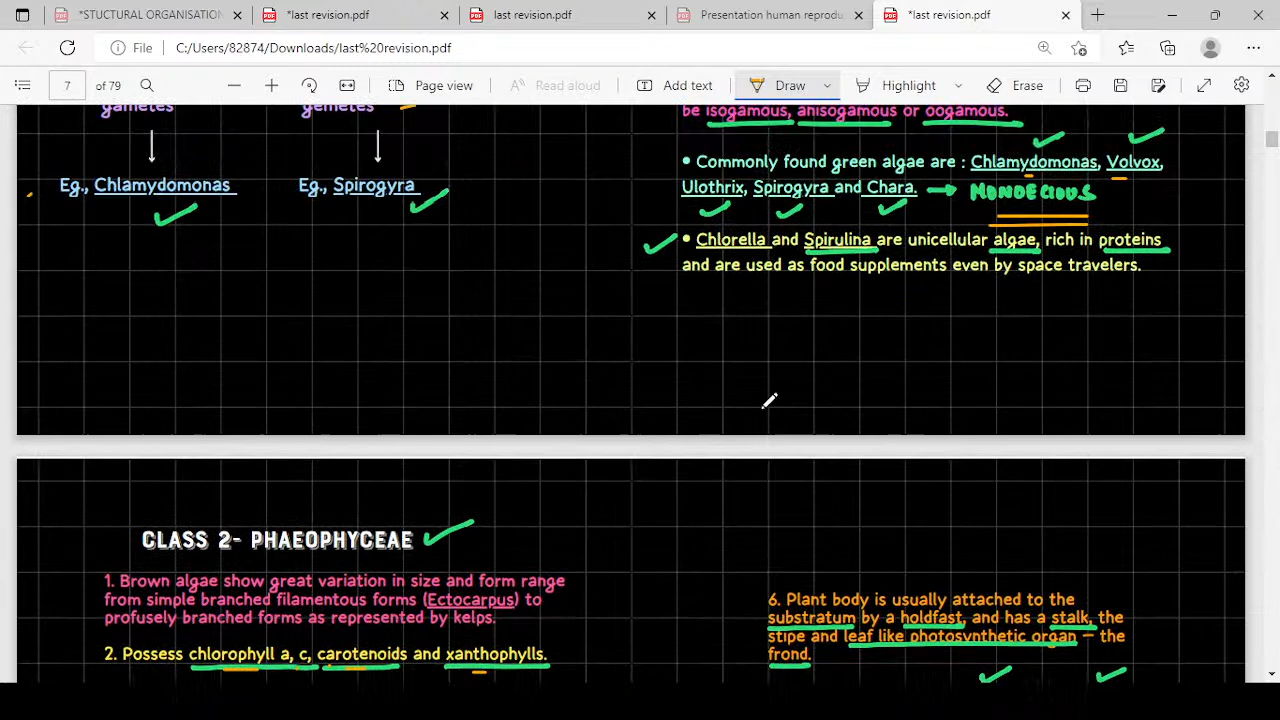 *STUCTURAL ORGANISATION
*last revision.pdf
last revision.pdf
Presentation human reprodu
*last revision.pdf
File
C:/Users/82874/Downloads/last%20revision.pdf
7 of 79
Page view
Read aloud
Add text
Draw
Highlight
Erase
gametes
gemetes
Eg., Chlamydomonas
Eg., Spirogyra
be isogamous, anisogamous or oogamous.
• Commonly found green algae are : Chlamydomonas, Volvox,
Ulothrix, Spirogyra and Chara. → MONOECIOUS
• Chlorella and Spirulina are unicellular algae, rich in proteins
and are used as food supplements even by space travelers.
CLASS 2- PHAEOPHYCEAE
1. Brown algae show great variation in size and form range
from simple branched filamentous forms (Ectocarpus) to
profusely branched forms as represented by kelps.
2. Possess chlorophyll a, c, carotenoids and xanthophylls.
6. Plant body is usually attached to the
substratum by a holdfast, and has a stalk, the
stipe and leaf like photosynthetic organ – the
frond.